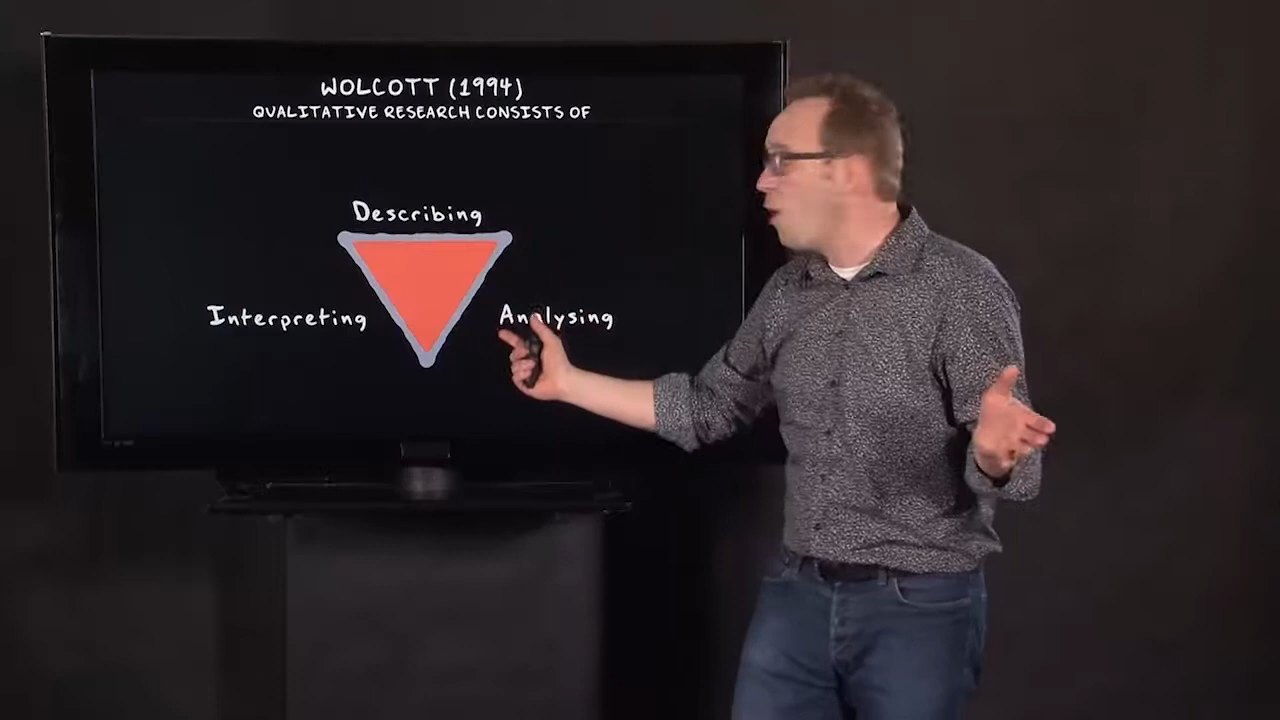 WOLCOTT (1994)
QUALITATIVE RESEARCH CONSISTS OF
Describing
Interpreting
Analysing